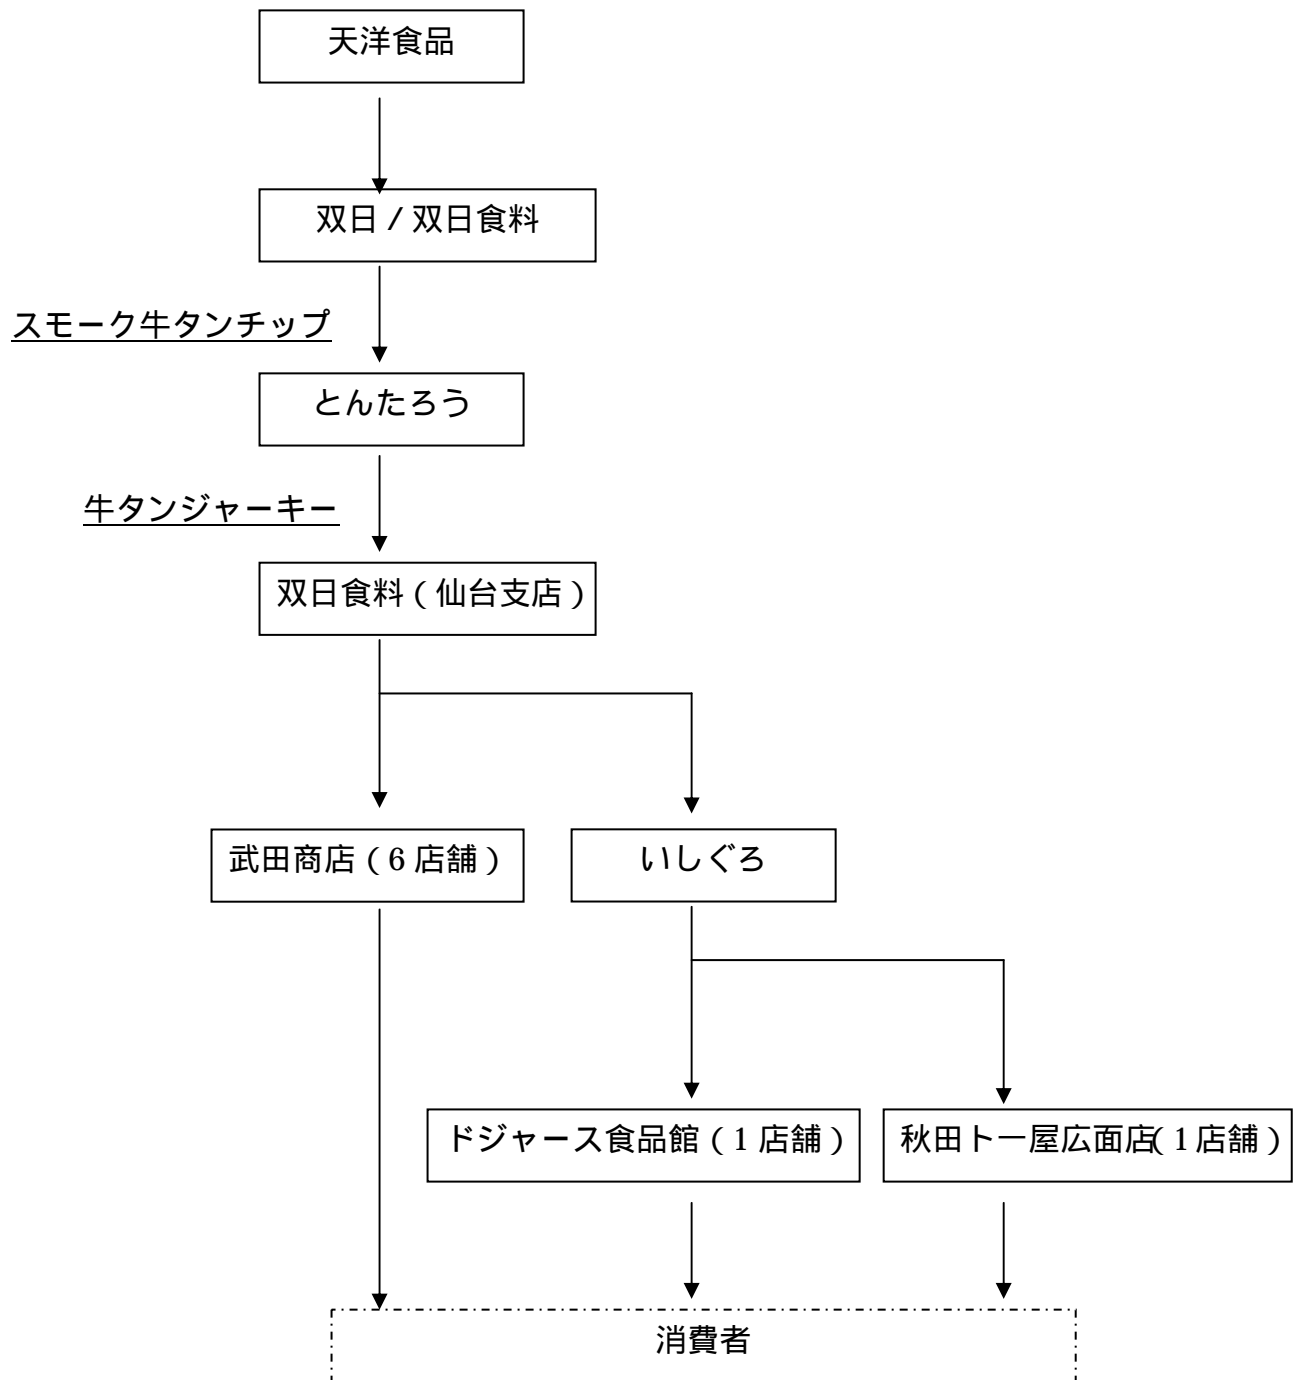 天洋食品
双日/双日食料
スモーク牛タンチップ
とんたろう
牛タンジャーキー
双日食料(仙台支店)
武田商店(6店舗)
いしぐろ
ドジャース食品館(1店舗)
秋田トー屋広面店(1店舗)
消費者